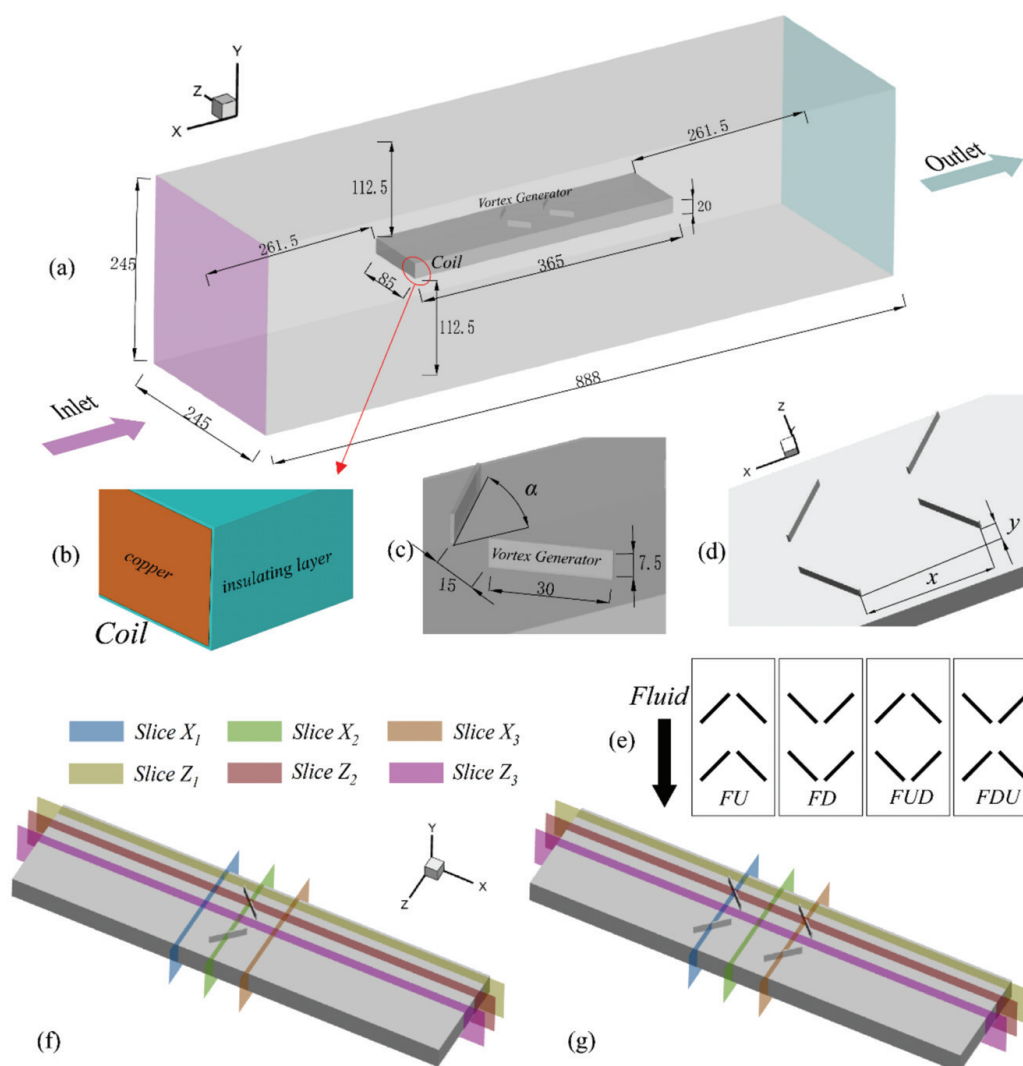 Y
Z
X
261.5
112.5
Vortex Generator
20
Outlet
(a)
245
261.5
Coil
365
85
112.5
888
Inlet
245
(b)
copper
insulating layer
Coil
(c)
α
Vortex Generator
7.5
15
30
(d)
Z
Y
X
y
x
Fluid
(e)
FU
FD
FUD
FDU
Slice X1
Slice X2
Slice X3
Slice Z1
Slice Z2
Slice Z3
Y
X
Z
(f)
(g)